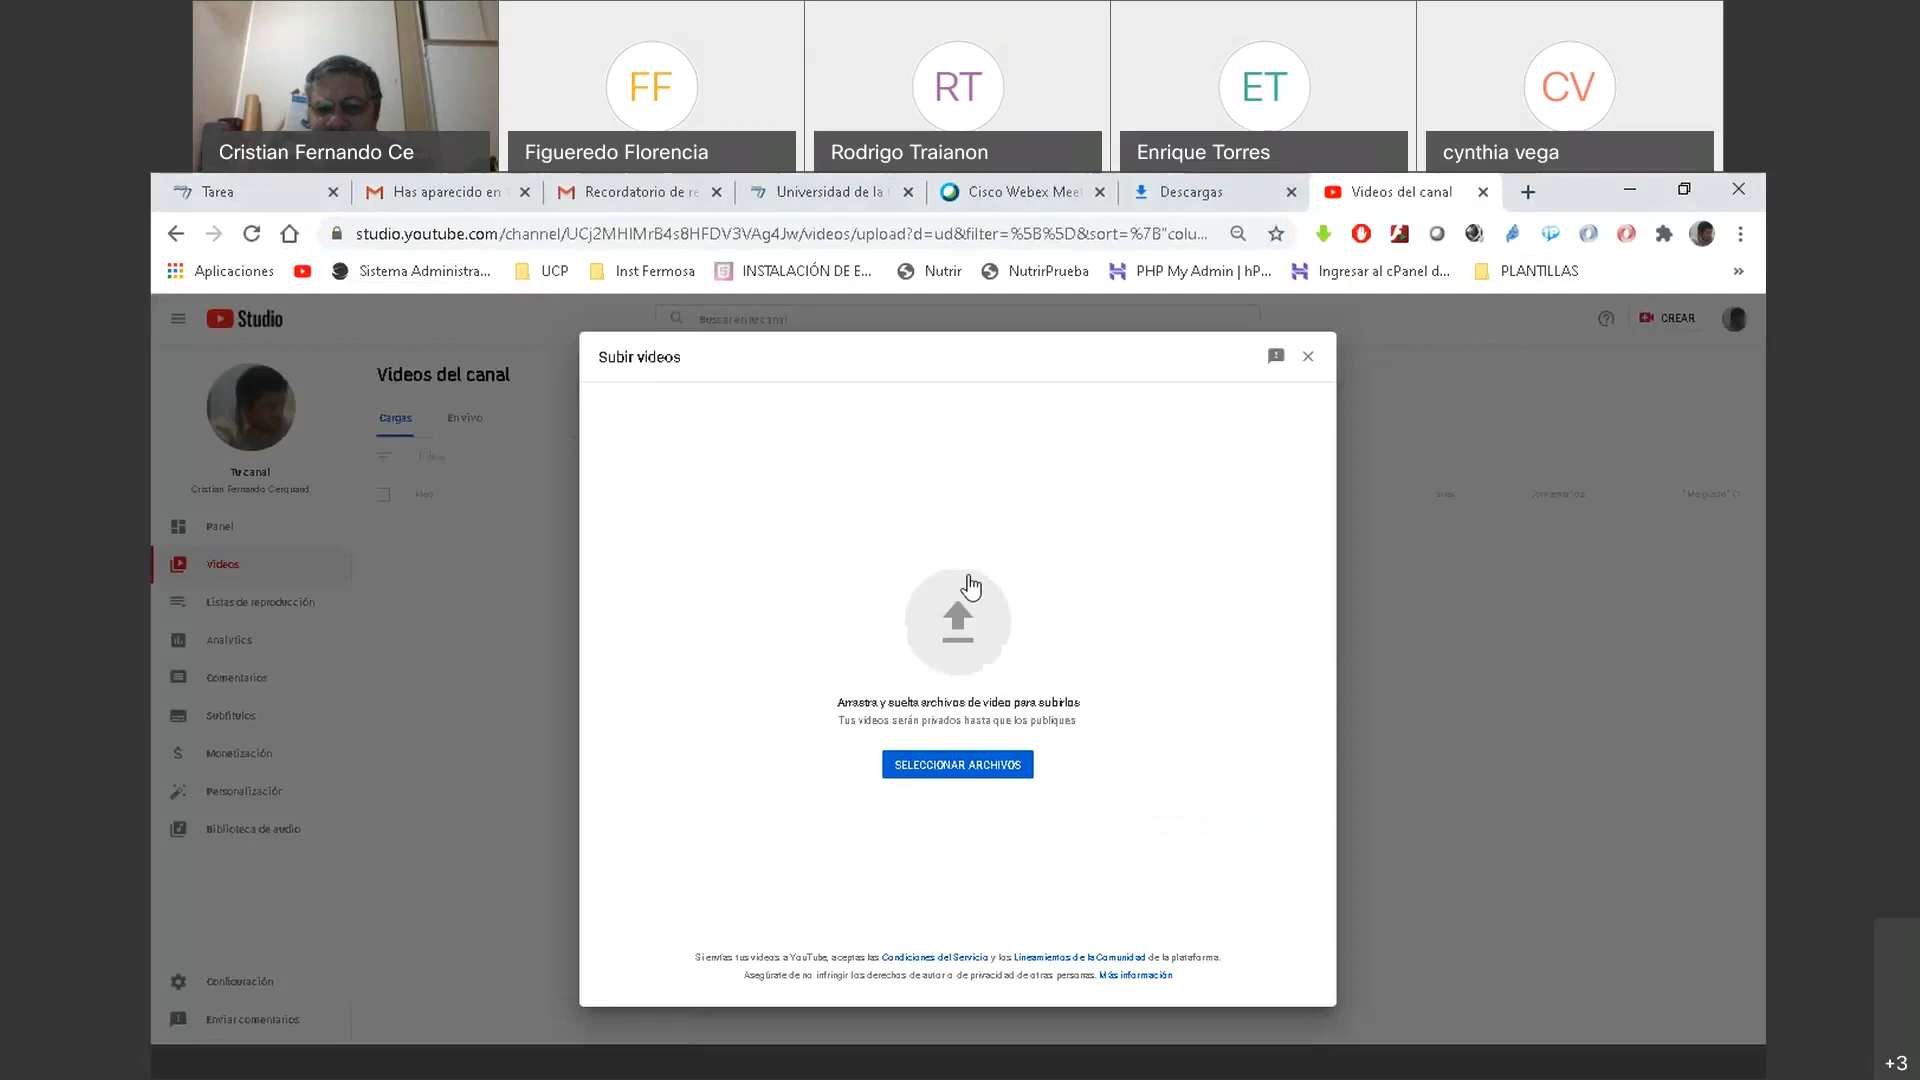 FF
RT
ET
CV
Cristian Fernando Ce
Figueredo Florencia
Rodrigo Traianon
Enrique Torres
cynthia vega
Tarea
Has aparecido en
Recordatorio de re
Universidad de la
Cisco Webex Mee
Descargas
Videos del canal
studio.youtube.com/channel/UCj2MHIMrB4s8HFDV3VAg4Jw/videos/upload?d=ud&filter=%5B%5D&sort=%7B"colu...
Aplicaciones
Sistema Administra...
UCP
Inst Fermosa
INSTALACIÓN DE E...
Nutrir
NutrirPrueba
PHP My Admin | hP...
Ingresar al cPanel d...
PLANTILLAS
»
Studio
Buscar en tu canal
CREAR
Subir videos
Videos del canal
Cargas
En vivo
Filtrar
Tu canal
Cristian Fernando Cerquand
Panel
Videos
Listas de reproducción
Analytics
Comentarios
Subtítulos
Monetización
Personalización
Biblioteca de audio
Configuración
Enviar comentarios
Arrastra y suelta archivos de video para subirlos
Tus videos serán privados hasta que los publiques
SELECCIONAR ARCHIVOS
Si envías tus videos a YouTube, aceptas las Condiciones del Servicio y los Lineamientos de la Comunidad de la plataforma.
Asegúrate de no infringir los derechos de autor o de privacidad de otras personas. Más información
+3